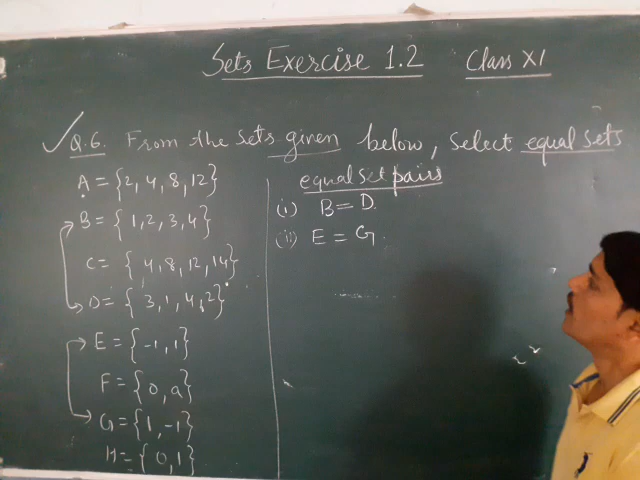 Sets Exercise 1.2 Class XI
Q.6. From the sets given below, select equal sets
A = {2, 4, 8, 12}
B = {1, 2, 3, 4}
C = {4, 8, 12, 14}
D = {3, 1, 4, 2}
E = {-1, 1}
F = {0, a}
G = {1, -1}
H = {0, 1}
equal set pairs
(i) B = D.
(ii) E = G.